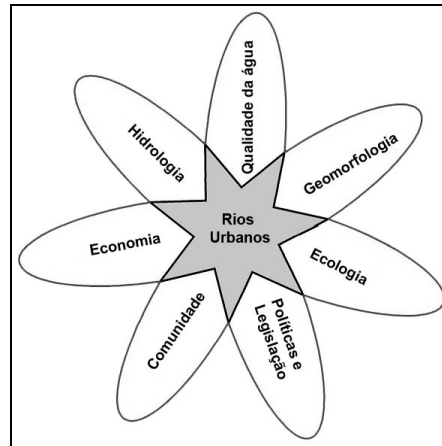 Qualidade da água
Geomorfologia
Ecologia
Políticas e
Legislação
Comunidade
Economia
Hidrologia
Rios
Urbanos